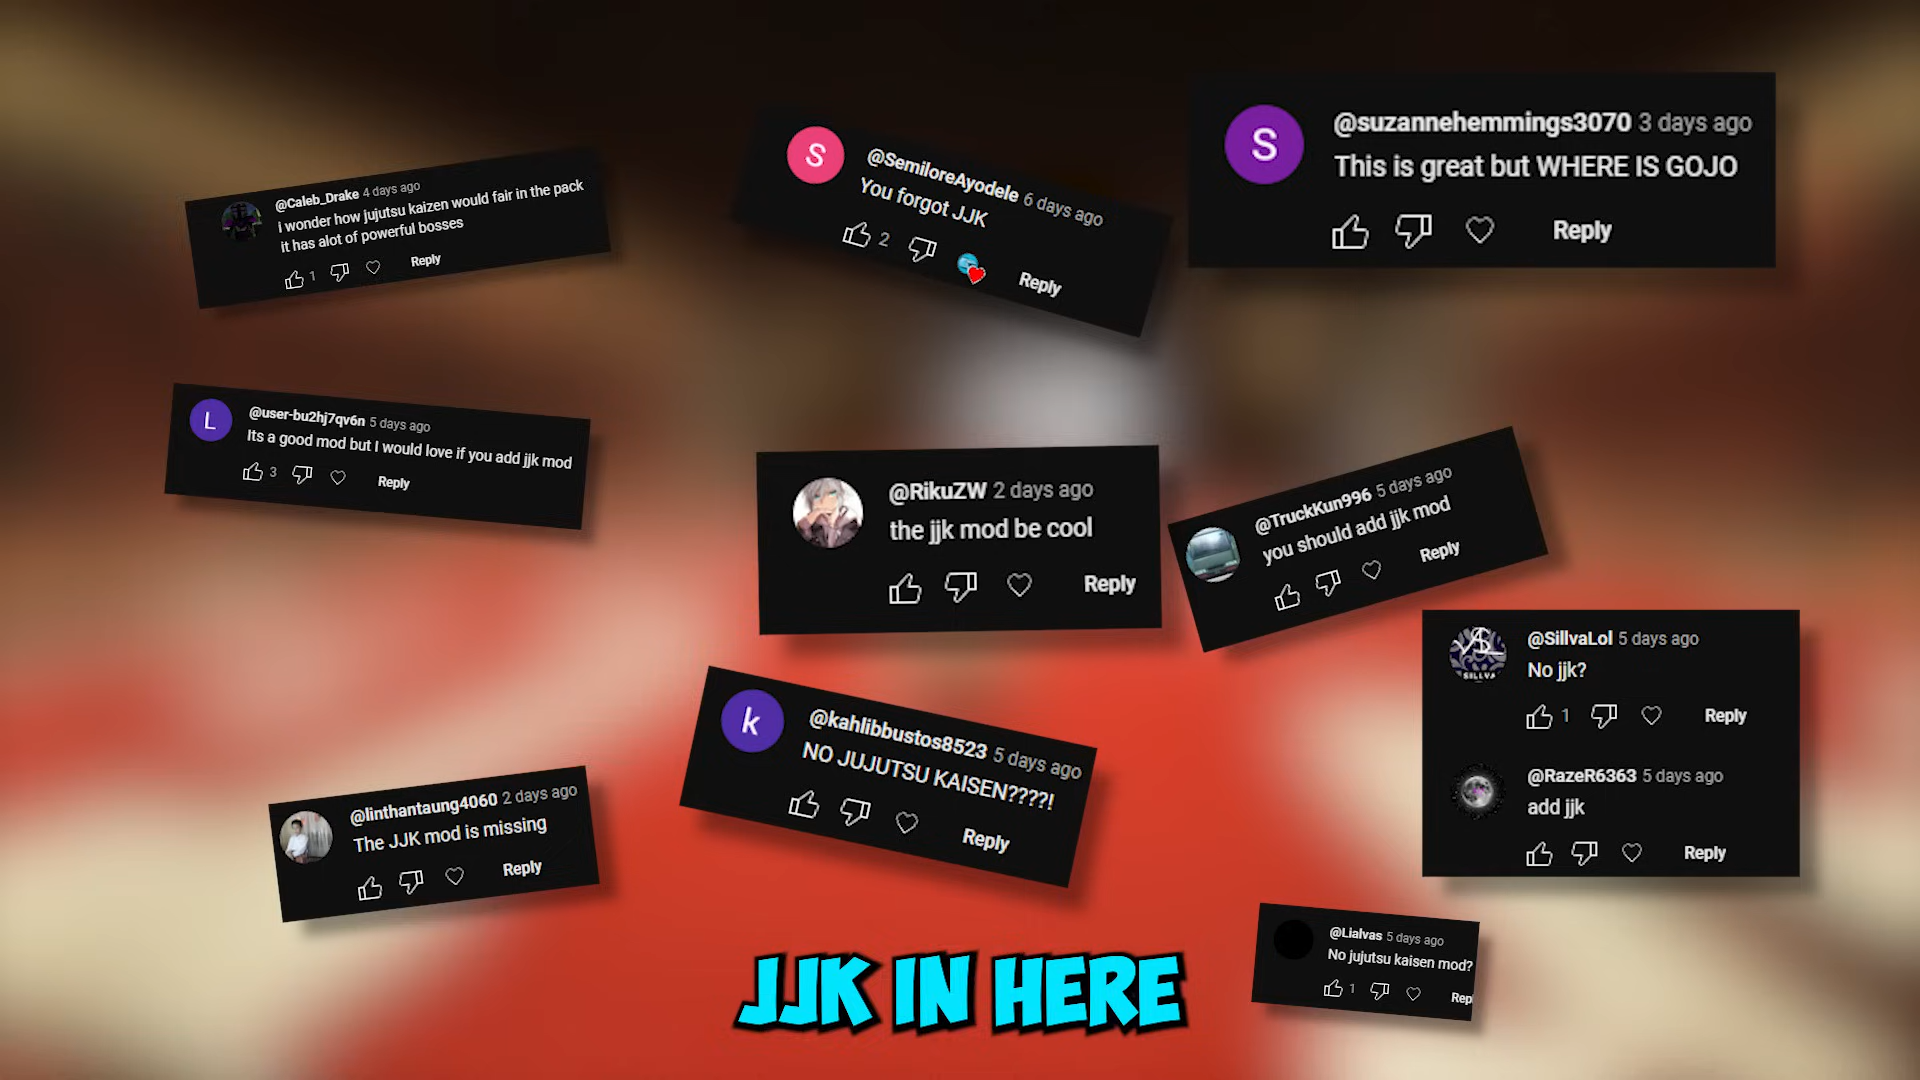 @Caleb_Drake 4 days ago
i wonder how jujutsu kaizen would fair in the pack
it has alot of powerful bosses
1 Reply
S
@SemiloreAyodele 6 days ago
You forgot JJK
2 Reply
S
@suzannehemmings3070 3 days ago
This is great but WHERE IS GOJO
Reply
L
@user-bu2hj7qv6n 5 days ago
Its a good mod but I would love if you add jjk mod
3 Reply
@RikuZW 2 days ago
the jjk mod be cool
Reply
@TruckKun996 5 days ago
you should add jjk mod
Reply
@SillvaLol 5 days ago
No jjk?
SILLVA
1 Reply
@RazeR6363 5 days ago
add jjk
Reply
k
@kahlibbustos8523 5 days ago
NO JUJUTSU KAISEN????!
Reply
@linthantaung4060 2 days ago
The JJK mod is missing
Reply
@Lialvas 5 days ago
No jujutsu kaisen mod?
1 Rep
JJK IN HERE